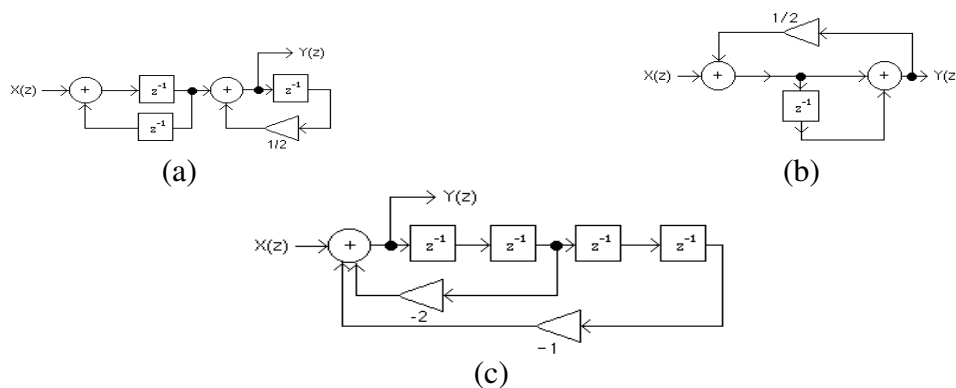 X(z)
+
z⁻¹
z⁻¹
+
Y(z)
z⁻¹
1/2
(a)
1/2
X(z)
+
z⁻¹
+
Y(z
(b)
Y(z)
X(z)
+
z⁻¹
z⁻¹
z⁻¹
z⁻¹
-2
-1
(c)